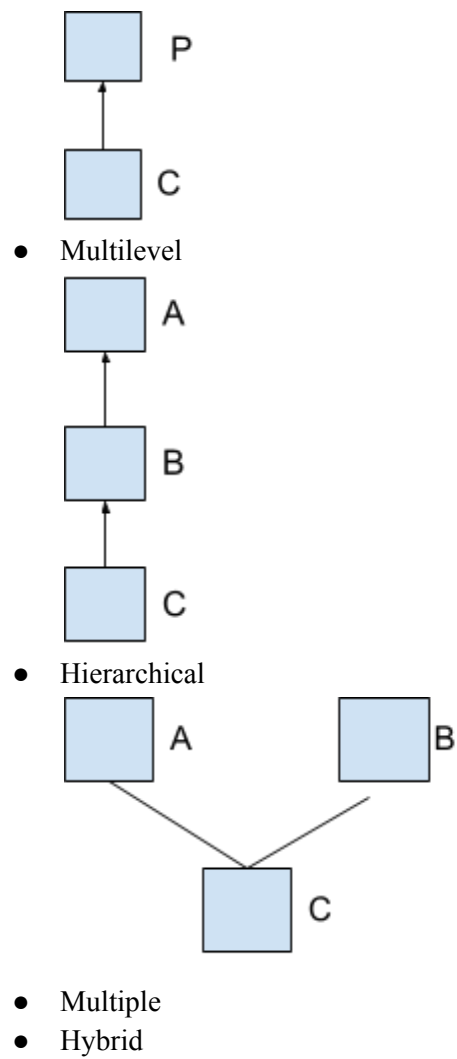 P
C
● Multilevel
A
B
C
● Hierarchical
A B
C
● Multiple
● Hybrid